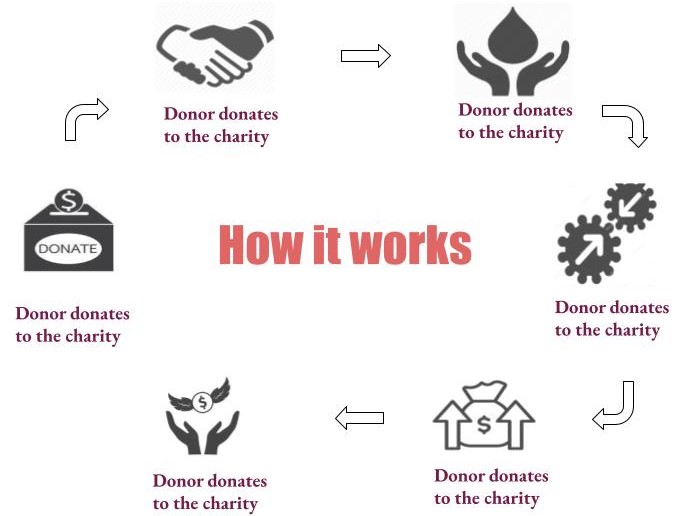 Donor donates
to the charity
Donor donates
to the charity
$
DONATE
How it works
Donor donates
to the charity
Donor donates
to the charity
$
$
Donor donates
to the charity
Donor donates
to the charity